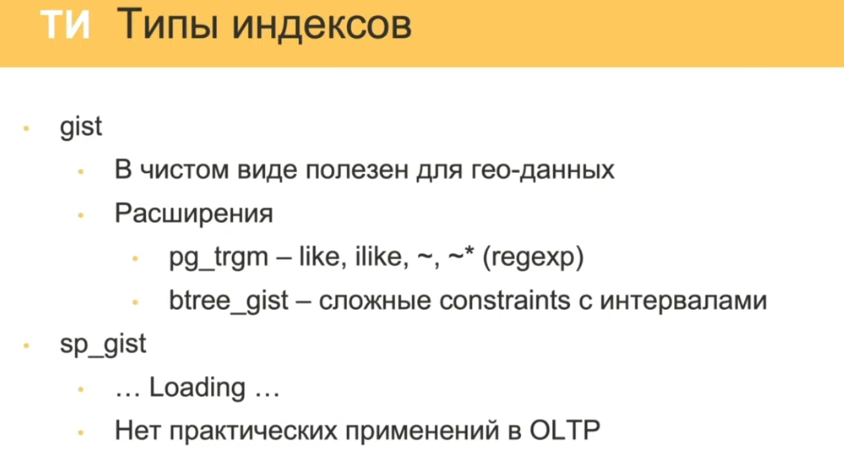 ТИ Типы индексов
gist
В чистом виде полезен для гео-данных
Расширения
pg_trgm – like, ilike, ~, ~* (regexp)
btree_gist – сложные constraints с интервалами
sp_gist
… Loading …
Нет практических применений в OLTP